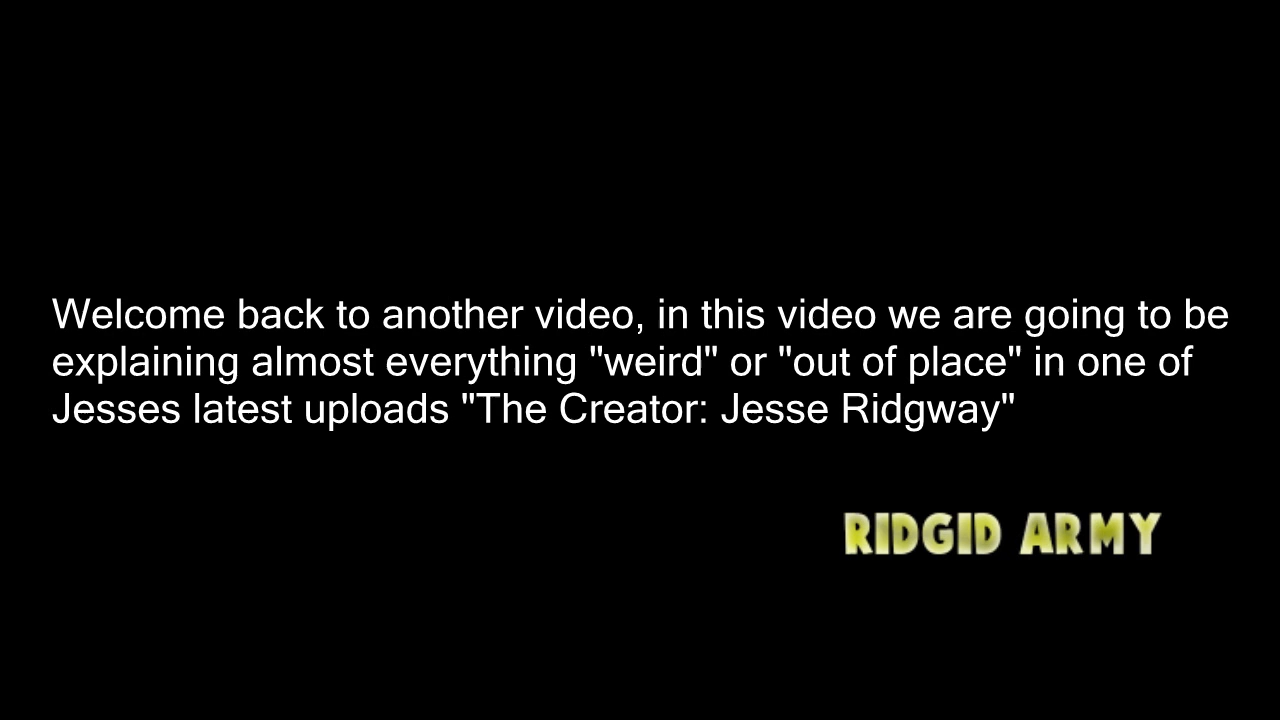 Welcome back to another video, in this video we are going to be
explaining almost everything "weird" or "out of place" in one of
Jesses latest uploads "The Creator: Jesse Ridgway"
RIDGID ARMY